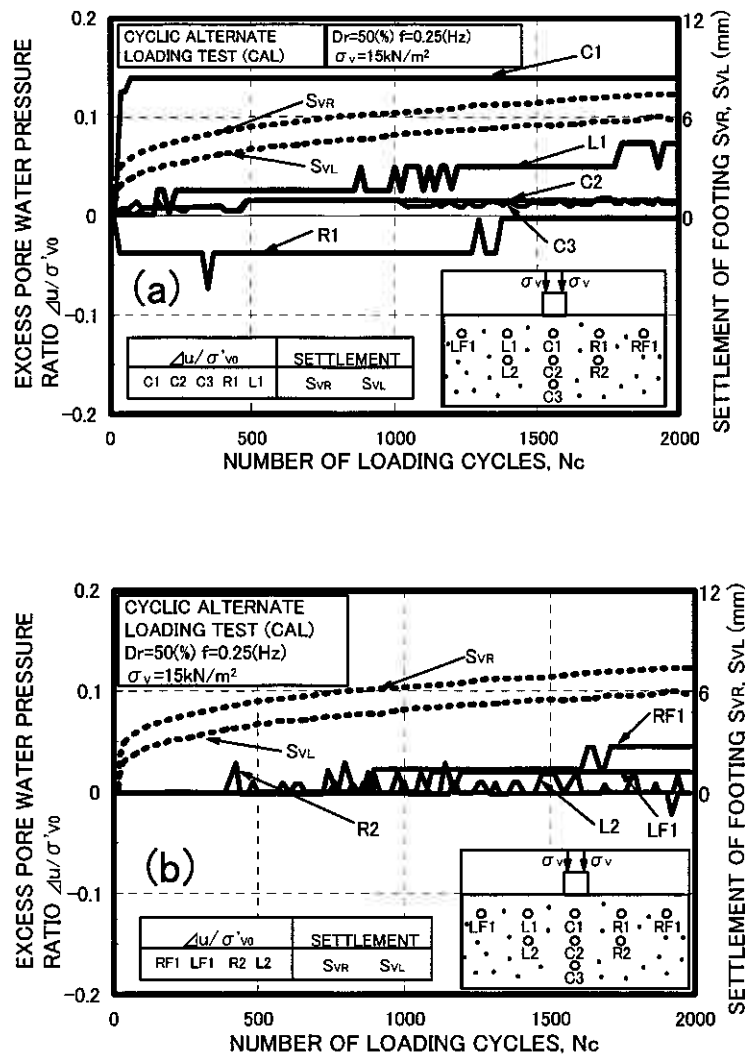 CYCLIC ALTERNATE
LOADING TEST (CAL)
Dr=50(%) f=0.25(Hz)
σv=15kN/m²
C1
SVR
L1
SVL
C2
C3
R1
(a)
σv σv
LF1 L1 C1 R1 RF1
L2 C2 R2
C3
Δu/σ'v0 SETTLEMENT
C1 C2 C3 R1 L1 SVR SVL
0.2
0.1
0
-0.1
-0.2
12
6
0
0 500 1000 1500 2000
EXCESS PORE WATER PRESSURE
RATIO Δu/σ'v0
SETTLEMENT OF FOOTING SVR, SVL (mm)
NUMBER OF LOADING CYCLES, Nc
CYCLIC ALTERNATE
LOADING TEST (CAL)
Dr=50(%) f=0.25(Hz)
σv=15kN/m²
SVR
RF1
SVL
R2
L2
LF1
(b)
σv σv
LF1 L1 C1 R1 RF1
L2 C2 R2
C3
Δu/σ'v0 SETTLEMENT
RF1 LF1 R2 L2 SVR SVL
0.2
0.1
0
-0.1
-0.2
12
6
0
0 500 1000 1500 2000
EXCESS PORE WATER PRESSURE
RATIO Δu/σ'v0
SETTLEMENT OF FOOTING SVR, SVL (mm)
NUMBER OF LOADING CYCLES, Nc